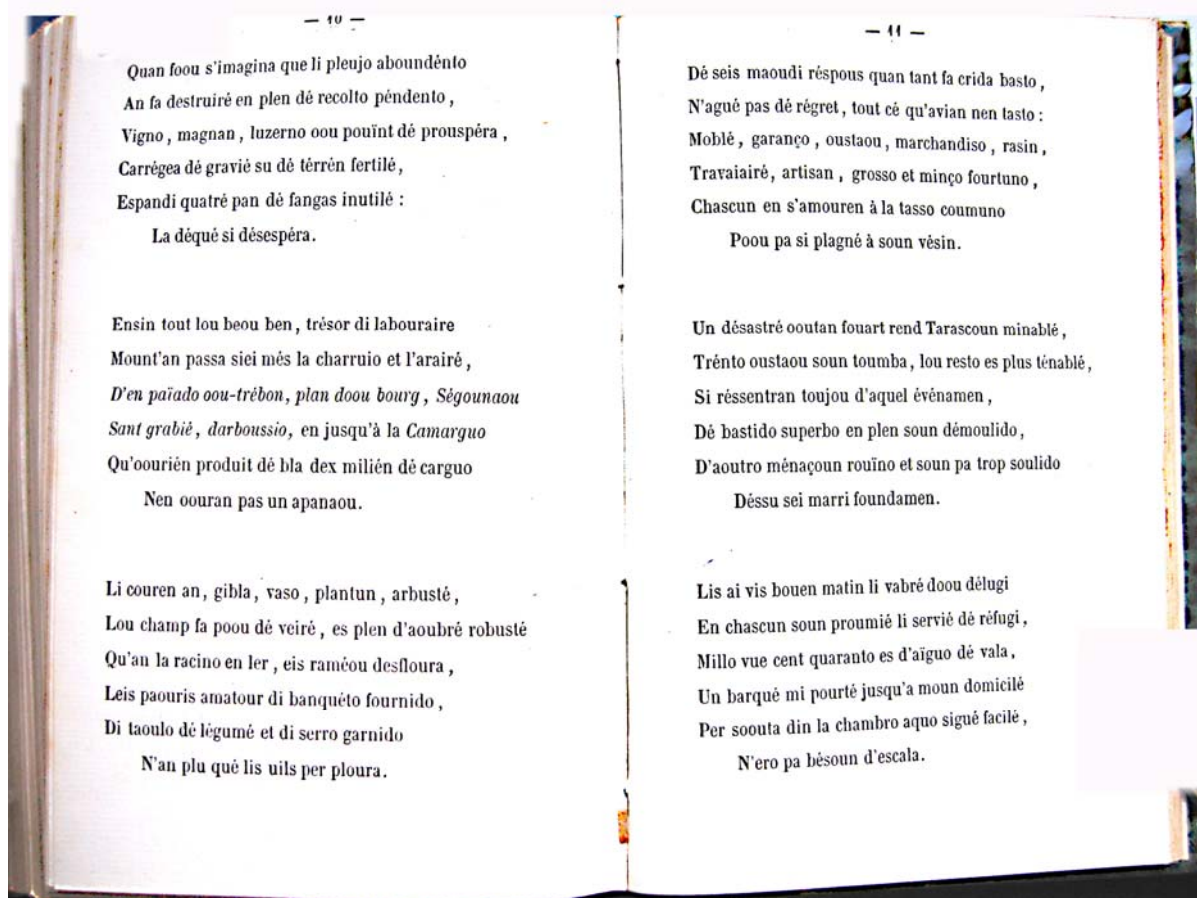 — 10 —
Quan foou s'imagina que li pleujo aboundénto
An fa destruiré en plen dé recolto péndento ,
Vigno , magnan , luzerno oou pouïnt dé prouspéra ,
Carrégea dé gravié su dé térrén fertilé ,
Espandi quatré pan dé fangas inutilé :
La déqué si désespéra.
Ensin tout lou beou ben , trésor di labouraire
Mount'an passa siei més la charruio et l'arairé ,
D'en païado oou-trébon, plan doou bourg , Ségounaou
Sant grabié, darboussio, en jusqu'à la Camarguo
Qu'oourién produit dé bla dex milién dé carguo
Nen oouran pas un apanaou.
Li couren an, gibla , vaso , plantun , arbusté ,
Lou champ fa poou dé veiré , es plen d'aoubré robusté
Qu'an la racino en ler , eis raméou desfloura ,
Leis paouris amatour di banquéto fournido ,
Di taoulo dé légumé et di serro garnido
N'an plu qué lis uils per ploura.
— 11 —
Dé seis maoudi réspous quan tant fa crida basto ,
N'agué pas dé régret , tout cé qu'avian nen tasto :
Moblé , garanço , oustaou , marchandiso , rasin ,
Travaiairé, artisan , grosso et minço fourtuno ,
Chascun en s'amouren à la tasso coumuno
Poou pa si plagné à soun vésin.
Un désastré ooutan fouart rend Tarascoun minablé ,
Trénto oustaou soun toumba , lou resto es plus ténablé ,
Si réssentran toujou d'aquel événamen ,
Dé bastido superbo en plen soun démoulido ,
D'aoutro ménaçoun rouïno et soun pa trop soulido
Déssu sei marri foundamen.
Lis ai vis bouen matin li vabré doou délugi
En chascun soun proumié li servié dé réfugi ,
Millo vue cent quaranto es d'aïguo dé vala ,
Un barqué mi pourté jusqu'a moun domicilé
Per soouta din la chambro aquo sigué facilé ,
N'ero pa bésoun d'escala.